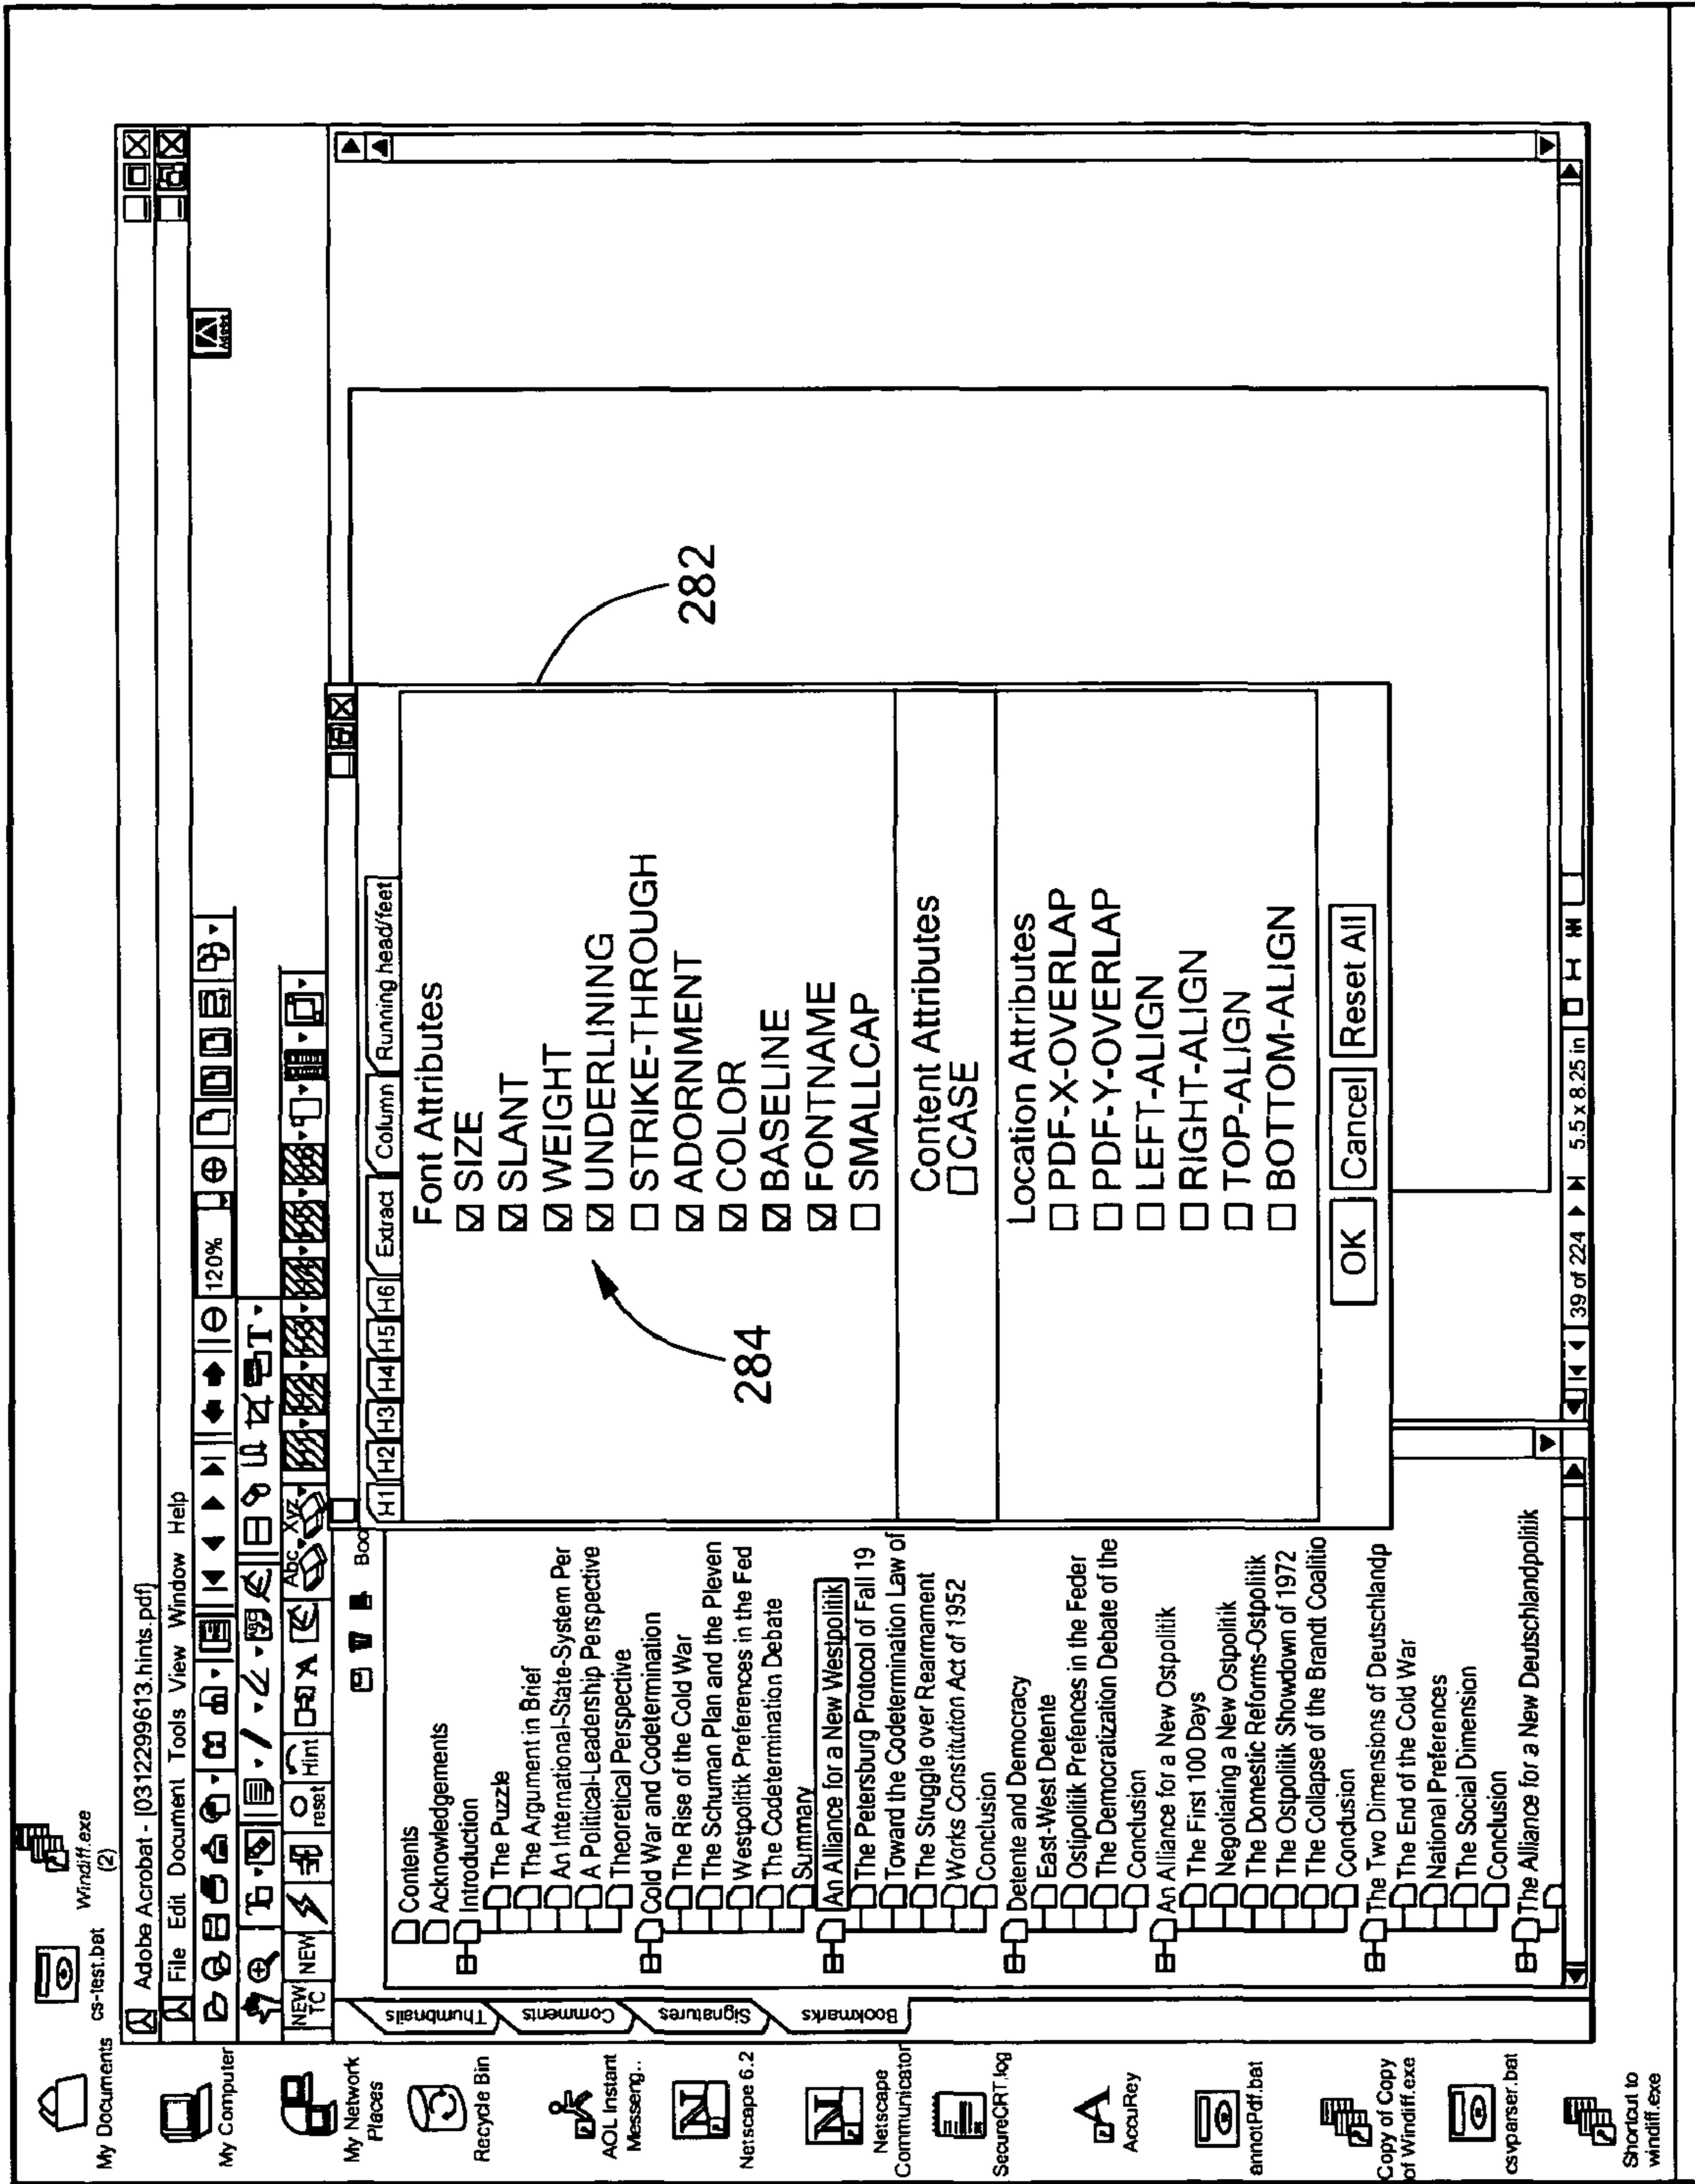 My Documents
cs-test.bat
Windiff.exe
(2)
My Computer
My Network
Places
Recycle Bin
AOL Instant
Messeng..
Netscape 6.2
Netscape
Communicator
SecureCRT.log
AccuRey
annotPdf.bat
Copy of Copy
of Windiff.exe
csvparser.bat
Shortcut to
windiff.exe
Adobe Acrobat - [0312299613.hints.pdf]
File Edit Document Tools View Window Help
120%
Adobe
T
NEW
TC
NEW
reset
Hint
A
Abc
XYZ
Thumbnails
Comments
Signatures
Bookmarks
Boo
Contents
Acknowledgements
Introduction
The Puzzle
The Argument in Brief
An International-State-System Per
A Political-Leadership Perspective
Theoretical Perspective
Cold War and Codetermination
The Rise of the Cold War
The Schuman Plan and the Pleven
Westpolitik Preferences in the Fed
The Codetermination Debate
Summary
An Alliance for a New Westpolitik
The Petersburg Protocol of Fall 19
Toward the Codetermination Law of
The Struggle over Rearmament
Works Constitution Act of 1952
Conclusion
Detente and Democracy
East-West Detente
Ostipolitik Prefences in the Feder
The Democratization Debate of the
Conclusion
An Alliance for a New Ostpolitik
The First 100 Days
Negotiating a New Ostpolitik
The Domestic Reforms-Ostpolitik
The Ostpolitik Showdown of 1972
The Collapse of the Brandt Coalitio
Conclusion
The Two Dimensions of Deutschlandp
The End of the Cold War
National Preferences
The Social Dimension
Conclusion
The Alliance for a New Deutschlandpolitik
H1 H2 H3 H4 H5 H6 Extract Column Running head/feet
Font Attributes
SIZE
SLANT
WEIGHT
UNDERLINING
STRIKE-THROUGH
ADORNMENT
COLOR
BASELINE
FONTNAME
SMALLCAP
Content Attributes
CASE
Location Attributes
PDF-X-OVERLAP
PDF-Y-OVERLAP
LEFT-ALIGN
RIGHT-ALIGN
TOP-ALIGN
BOTTOM-ALIGN
OK Cancel Reset All
284
282
39 of 224
5.5 x 8.25 in